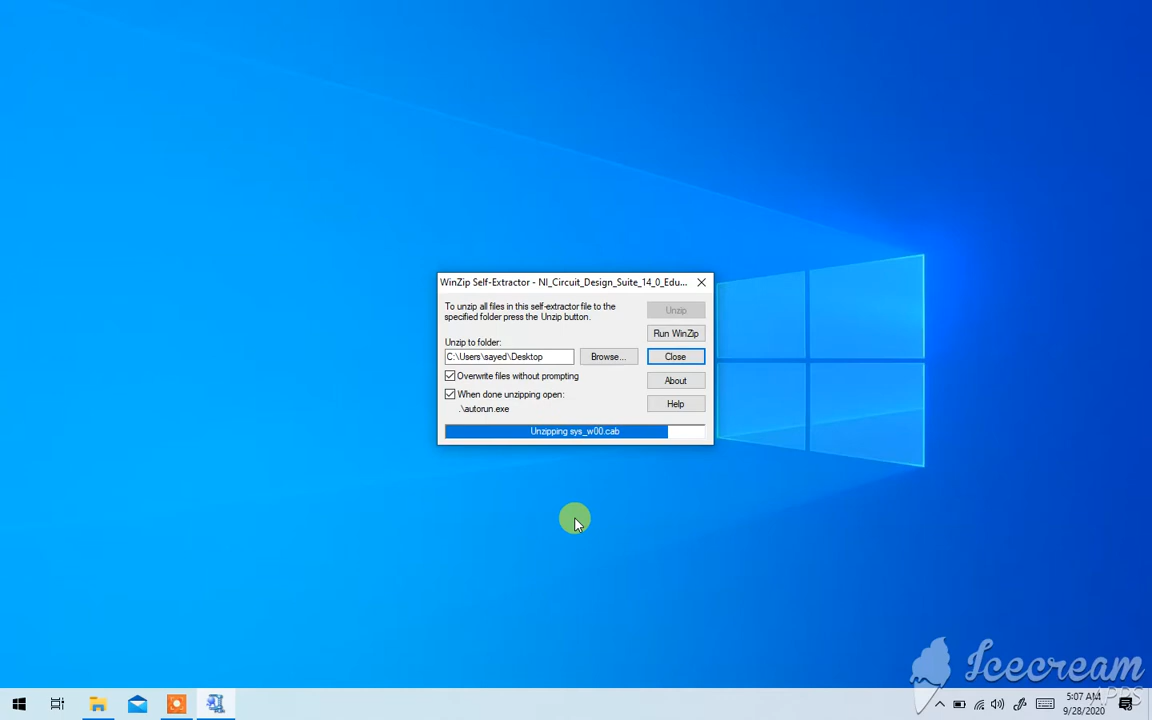 WinZip Self-Extractor - NI_Circuit_Design_Suite_14_0_Edu...
To unzip all files in this self-extractor file to the
specified folder press the Unzip button.
Unzip
Run WinZip
Unzip to folder:
C:\Users\sayed\Desktop
Browse...
Close
Overwrite files without prompting
About
When done unzipping open:
.\autorun.exe
Help
Unzipping sys_w00.cab
Icecream
APPS
5:07 AM
9/28/2020